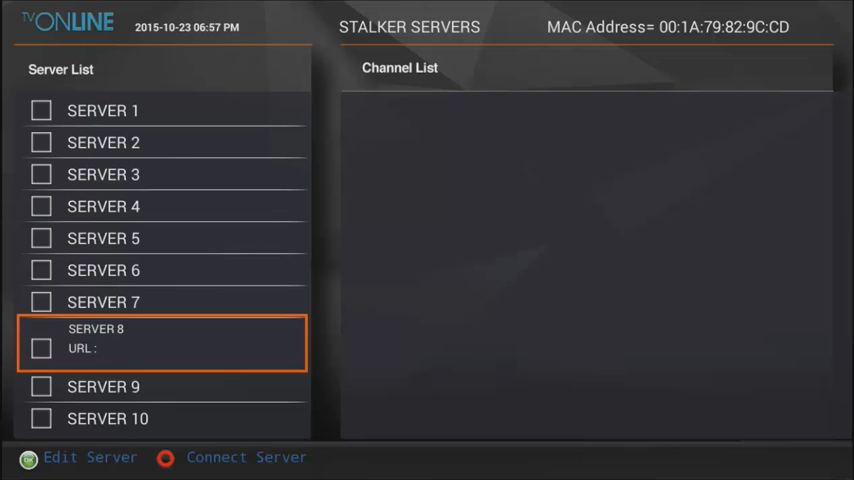 TVONLINE 2015-10-23 06:57 PM STALKER SERVERS MAC Address= 00:1A:79:82:9C:CD
Server List
Channel List
SERVER 1
SERVER 2
SERVER 3
SERVER 4
SERVER 5
SERVER 6
SERVER 7
SERVER 8
URL :
SERVER 9
SERVER 10
OK Edit Server Connect Server